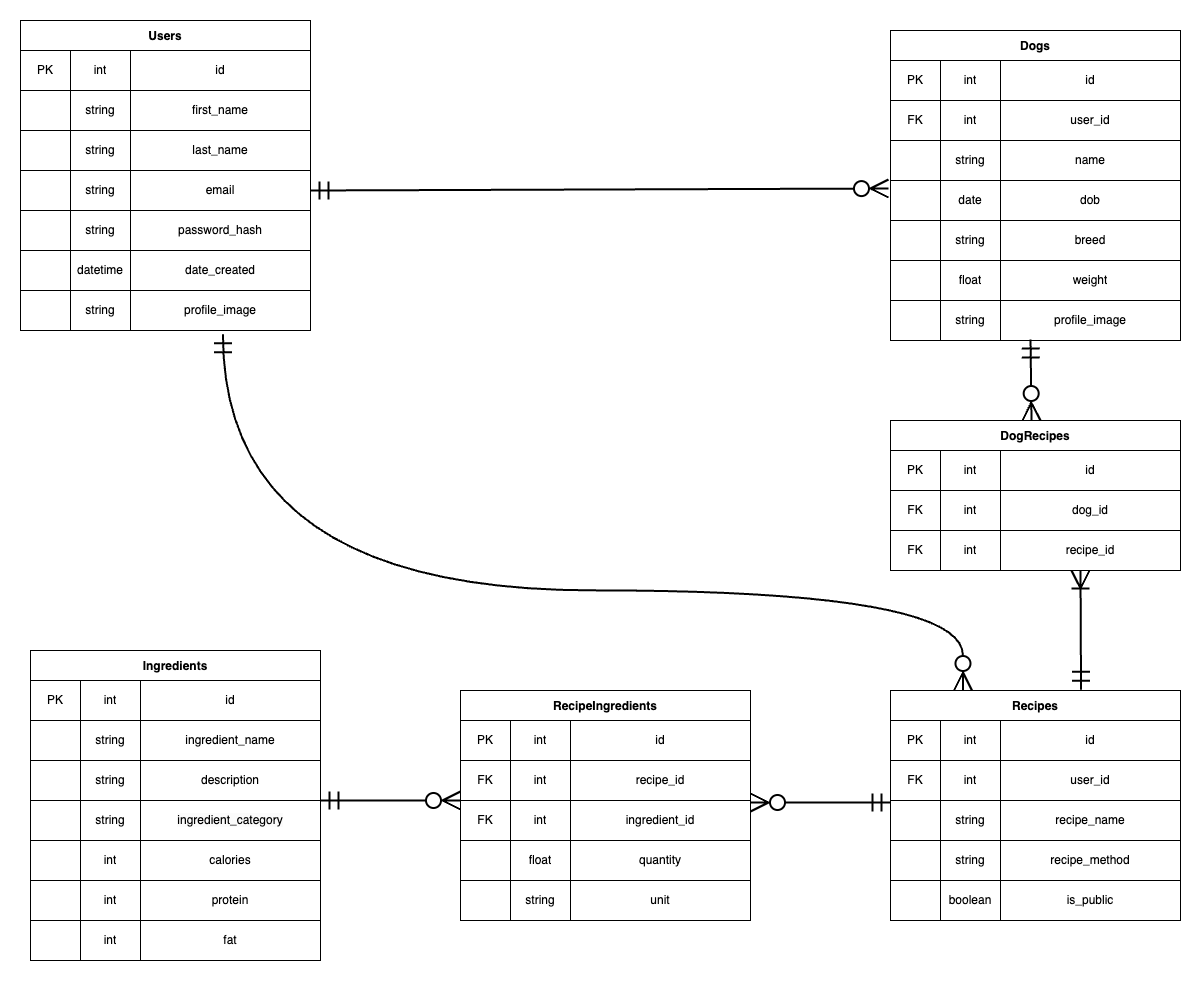 Users
PK int id
string first_name
string last_name
string email
string password_hash
datetime date_created
string profile_image
Dogs
PK int id
FK int user_id
string name
date dob
string breed
float weight
string profile_image
DogRecipes
PK int id
FK int dog_id
FK int recipe_id
Ingredients
PK int id
string ingredient_name
string description
string ingredient_category
int calories
int protein
int fat
RecipeIngredients
PK int id
FK int recipe_id
FK int ingredient_id
float quantity
string unit
Recipes
PK int id
FK int user_id
string recipe_name
string recipe_method
boolean is_public